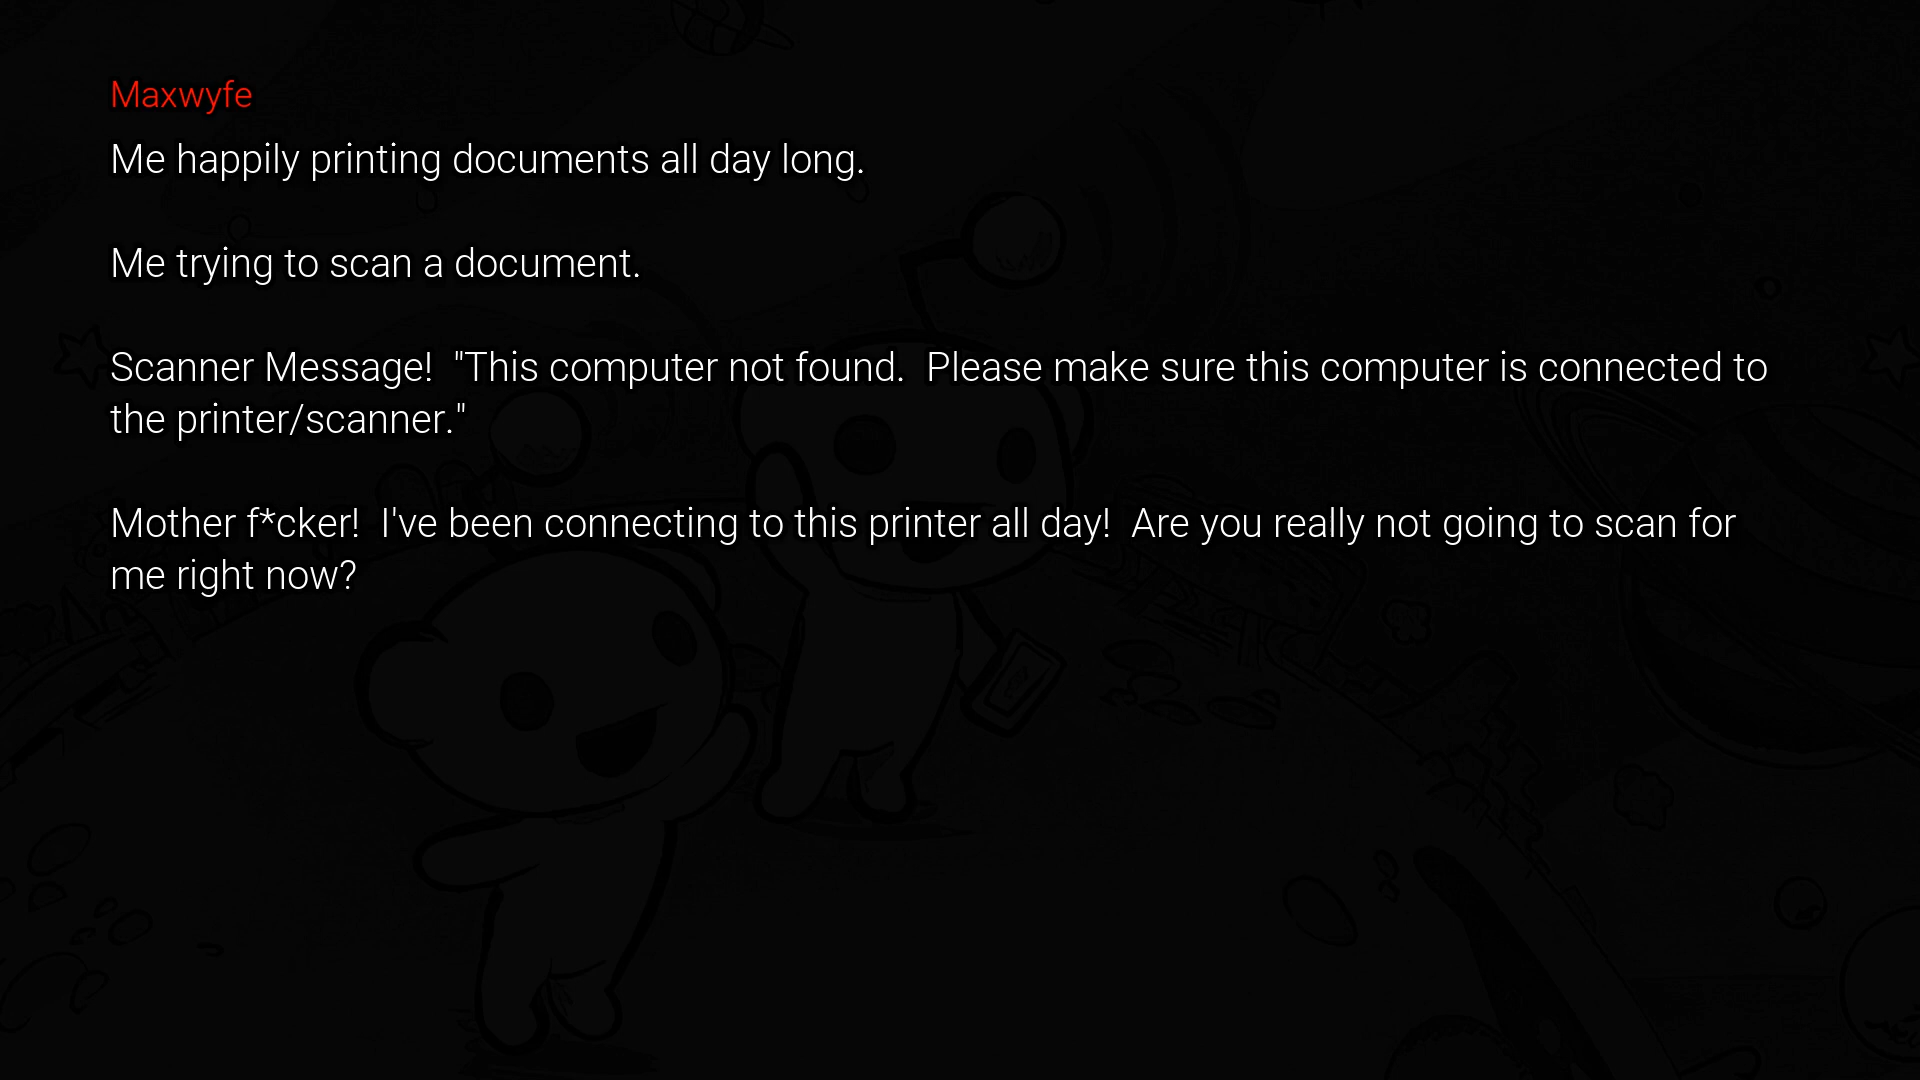 Maxwyfe
Me happily printing documents all day long.
Me trying to scan a document.
Scanner Message!  "This computer not found.  Please make sure this computer is connected to
the printer/scanner."
Mother f*cker!  I've been connecting to this printer all day!  Are you really not going to scan for
me right now?